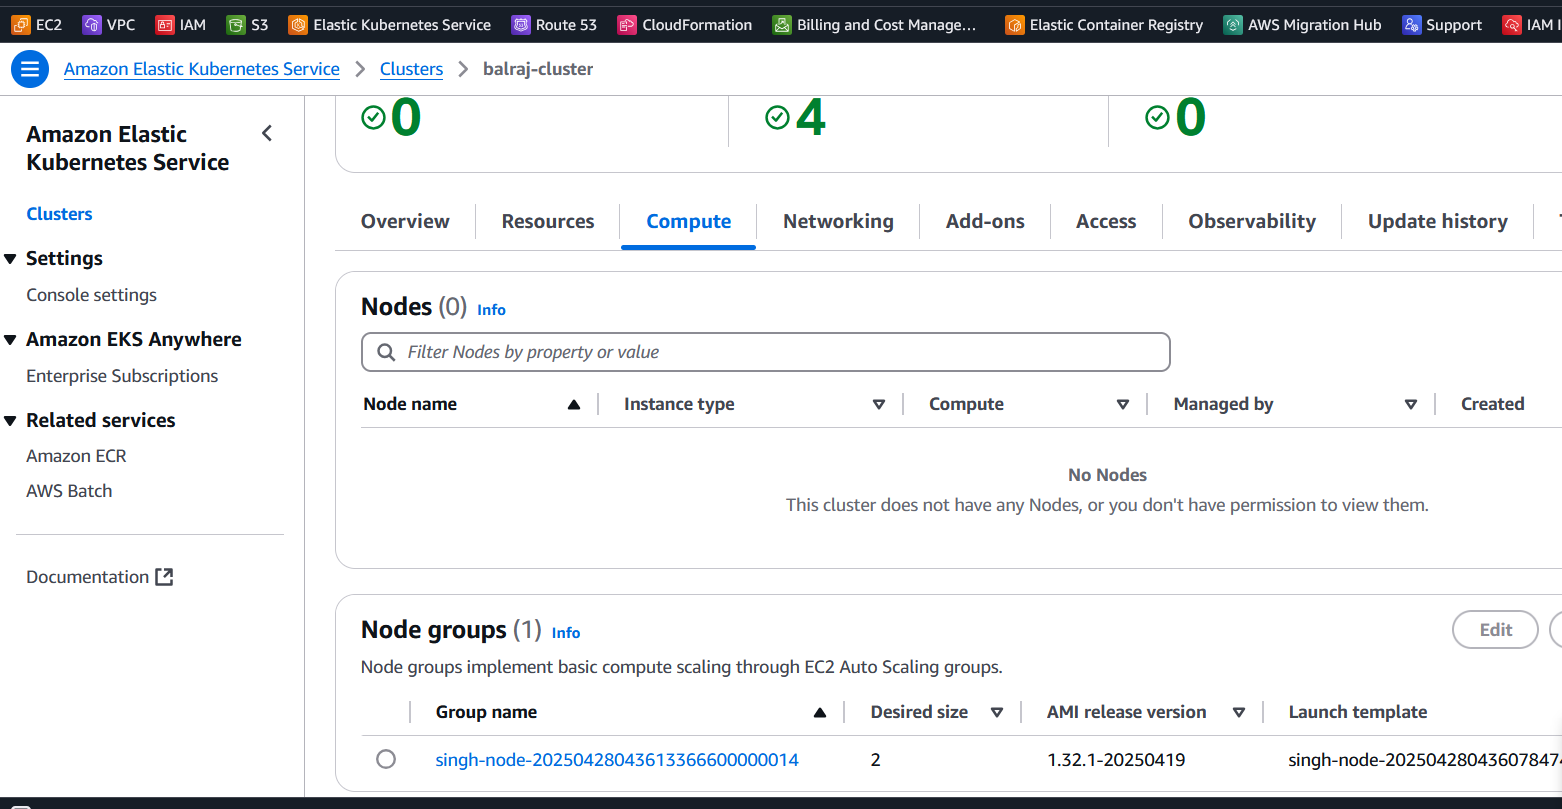 EC2 VPC IAM S3 Elastic Kubernetes Service Route 53 CloudFormation Billing and Cost Manage... Elastic Container Registry AWS Migration Hub Support IAM I
Amazon Elastic Kubernetes Service > Clusters > balraj-cluster
0 4 0
Amazon Elastic
Kubernetes Service
Clusters
Settings
Console settings
Amazon EKS Anywhere
Enterprise Subscriptions
Related services
Amazon ECR
AWS Batch
Documentation
Overview Resources Compute Networking Add-ons Access Observability Update history
Nodes (0) Info
Filter Nodes by property or value
Node name Instance type Compute Managed by Created
No Nodes
This cluster does not have any Nodes, or you don't have permission to view them.
Node groups (1) Info Edit
Node groups implement basic compute scaling through EC2 Auto Scaling groups.
Group name Desired size AMI release version Launch template
singh-node-20250428043613366600000014 2 1.32.1-20250419 singh-node-202504280436078474